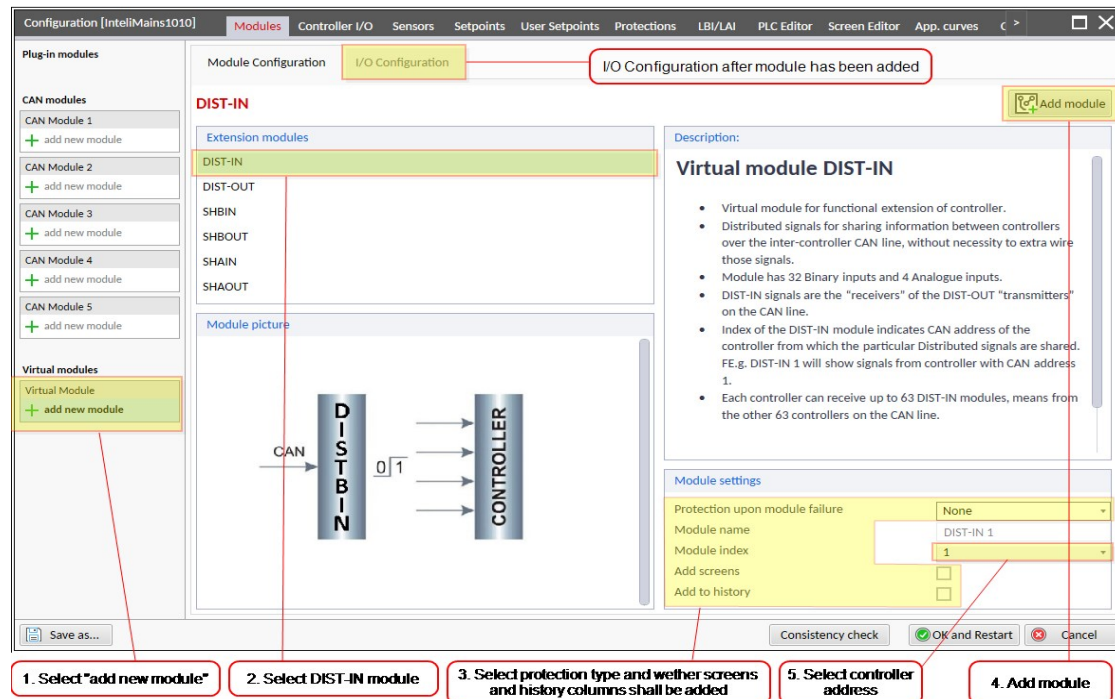 Configuration [InteliMains1010]
Modules Controller I/O Sensors Setpoints User Setpoints Protections LBI/LAI PLC Editor Screen Editor App. curves
Plug-in modules
Module Configuration I/O Configuration
I/O Configuration after module has been added
CAN modules
CAN Module 1
+ add new module
CAN Module 2
+ add new module
CAN Module 3
+ add new module
CAN Module 4
+ add new module
CAN Module 5
+ add new module
Virtual modules
Virtual Module
+ add new module
DIST-IN
Add module
Extension modules
DIST-IN
DIST-OUT
SHBIN
SHBOUT
SHAIN
SHAOUT
Module picture
CAN
DISTBIN
0 1
CONTROLLER
Description:
Virtual module DIST-IN
• Virtual module for functional extension of controller.
• Distributed signals for sharing information between controllers
over the inter-controller CAN line, without necessity to extra wire
those signals.
• Module has 32 Binary inputs and 4 Analogue inputs.
• DIST-IN signals are the "receivers" of the DIST-OUT "transmitters"
on the CAN line.
• Index of the DIST-IN module indicates CAN address of the
controller from which the particular Distributed signals are shared.
FE.g. DIST-IN 1 will show signals from controller with CAN address
1.
• Each controller can receive up to 63 DIST-IN modules, means from
the other 63 controllers on the CAN line.
Module settings
Protection upon module failure None
Module name DIST-IN 1
Module index 1
Add screens
Add to history
Save as...
Consistency check OK and Restart Cancel
1. Select "add new module"
2. Select DIST-IN module
3. Select protection type and wether screens
and history columns shall be added
5. Select controller
address
4. Add module